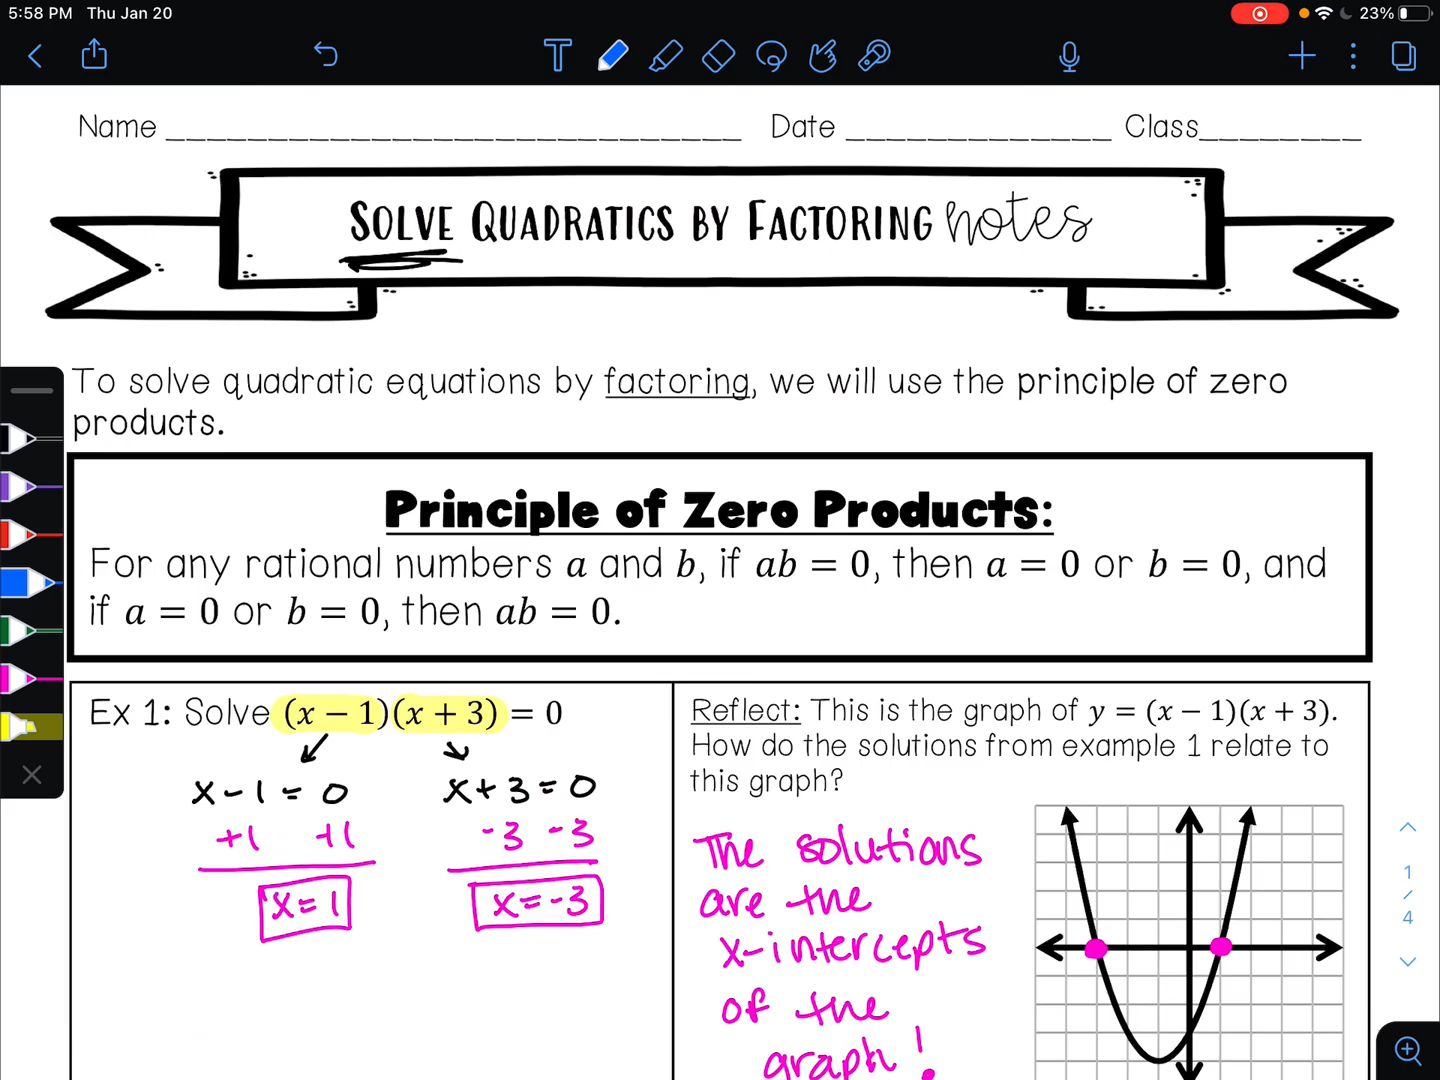 5:58 PM Thu Jan 20
23%
Name ____________________ Date __________ Class________
SOLVE QUADRATICS BY FACTORING notes
To solve quadratic equations by factoring, we will use the principle of zero
products.
Principle of Zero Products:
For any rational numbers a and b, if ab = 0, then a = 0 or b = 0, and
if a = 0 or b = 0, then ab = 0.
Ex 1: Solve (x − 1)(x + 3) = 0
x - 1 = 0 x + 3 = 0
+1 +1 -3 -3
x = 1 x = -3
Reflect: This is the graph of y = (x − 1)(x + 3).
How do the solutions from example 1 relate to
this graph?
The solutions
are the
x-intercepts
of the
graph!
1
/
4